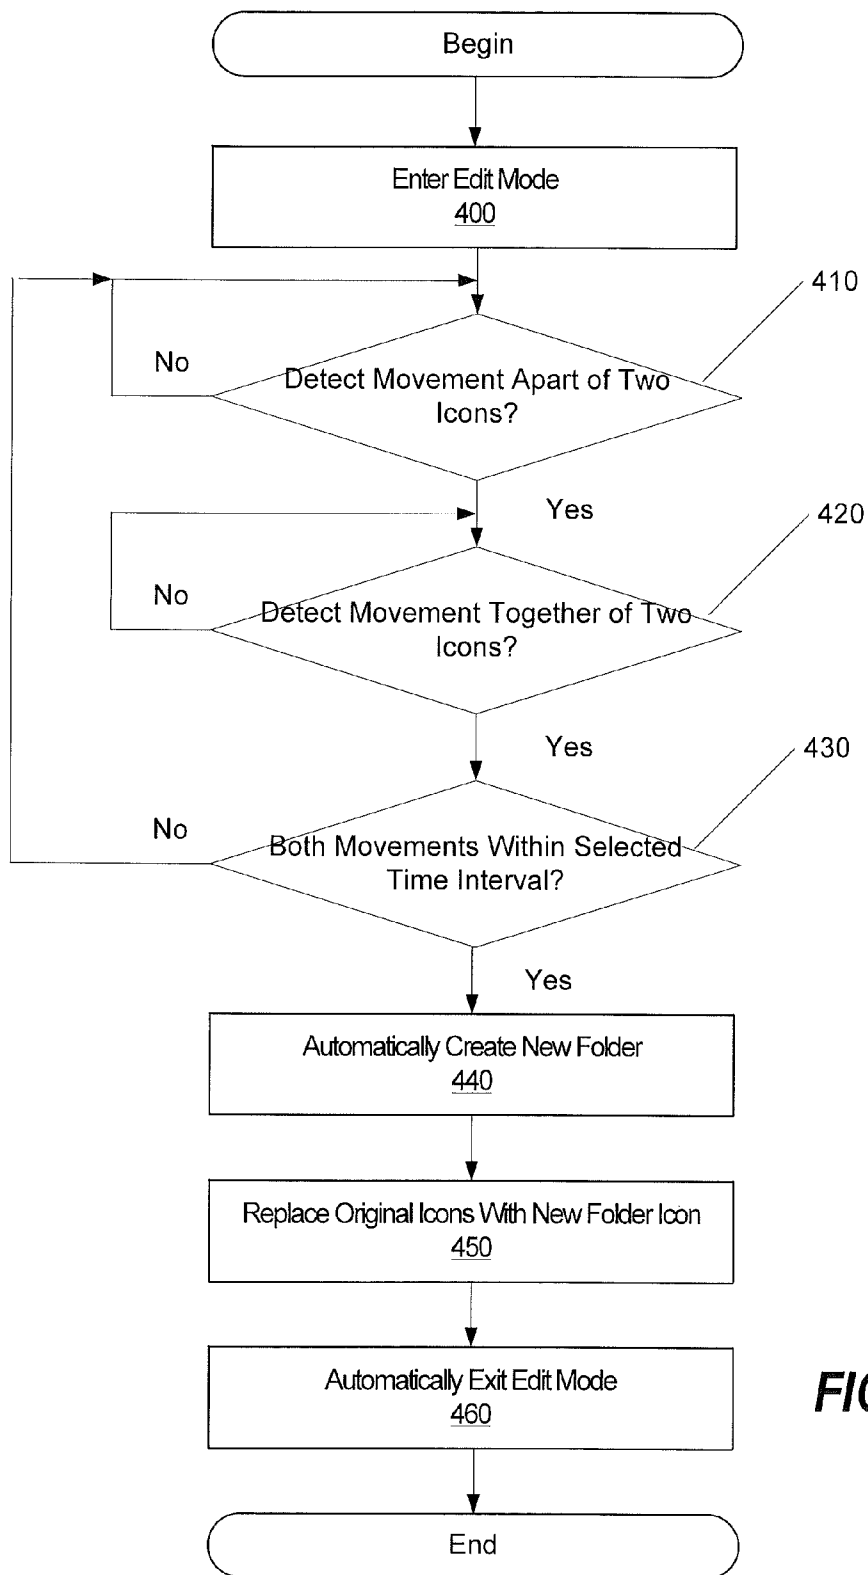 Begin
Enter Edit Mode
400
410
No
Detect Movement Apart of Two
Icons?
Yes
420
No
Detect Movement Together of Two
Icons?
Yes
430
No
Both Movements Within Selected
Time Interval?
Yes
Automatically Create New Folder
440
Replace Original Icons With New Folder Icon
450
Automatically Exit Edit Mode
460
End